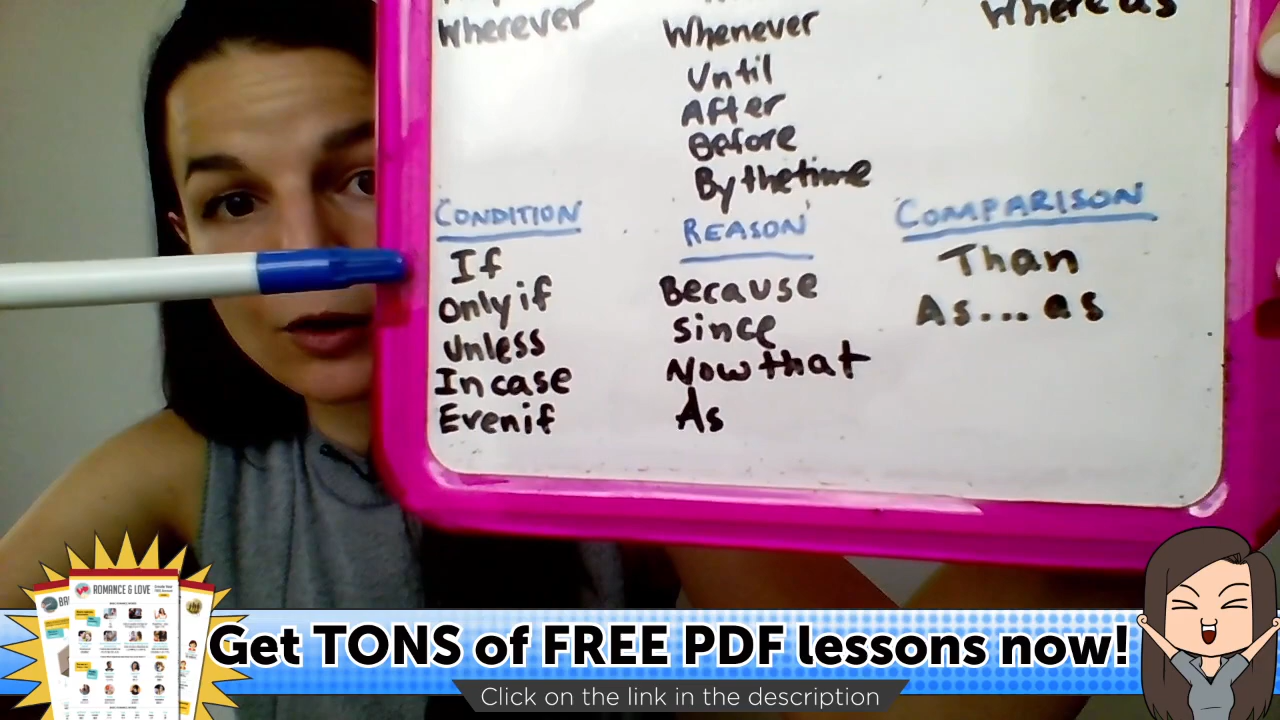 Wherever
Whenever
Whereas
Until
After
Before
By the time
CONDITION
If
Only if
Unless
In case
Even if
REASON
Because
Since
Now that
As
COMPARISON
Than
As...as
ROMANCE & LOVE
Get TONS of FREE PDF lessons now!
Click on the link in the description